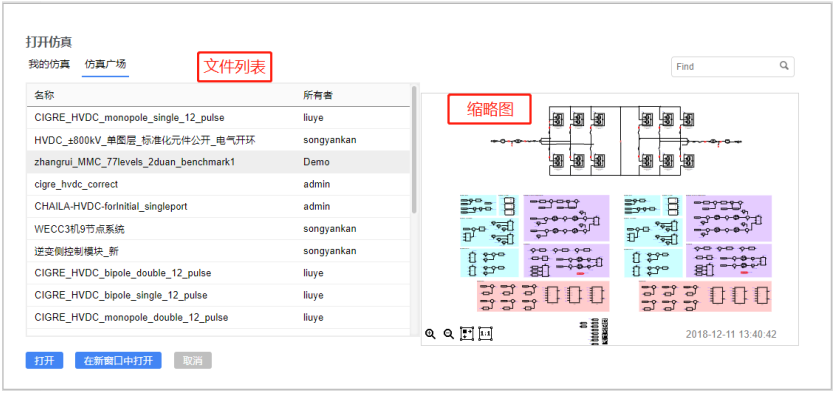 打开仿真
我的仿真 仿真广场
文件列表
Find
名称 所有者
CIGRE_HVDC_monopole_single_12_pulse liuye
HVDC_±800kV_单图层_标准化元件公开_电气开环 songyankan
zhangrui_MMC_77levels_2duan_benchmark1 Demo
cigre_hvdc_correct admin
CHAILA-HVDC-forInitial_singleport admin
WECC3机9节点系统 songyankan
逆变侧控制模块_新 songyankan
CIGRE_HVDC_bipole_double_12_pulse liuye
CIGRE_HVDC_bipole_single_12_pulse liuye
CIGRE_HVDC_monopole_double_12_pulse liuye
缩略图
1:1
2018-12-11 13:40:42
打开 在新窗口中打开 取消